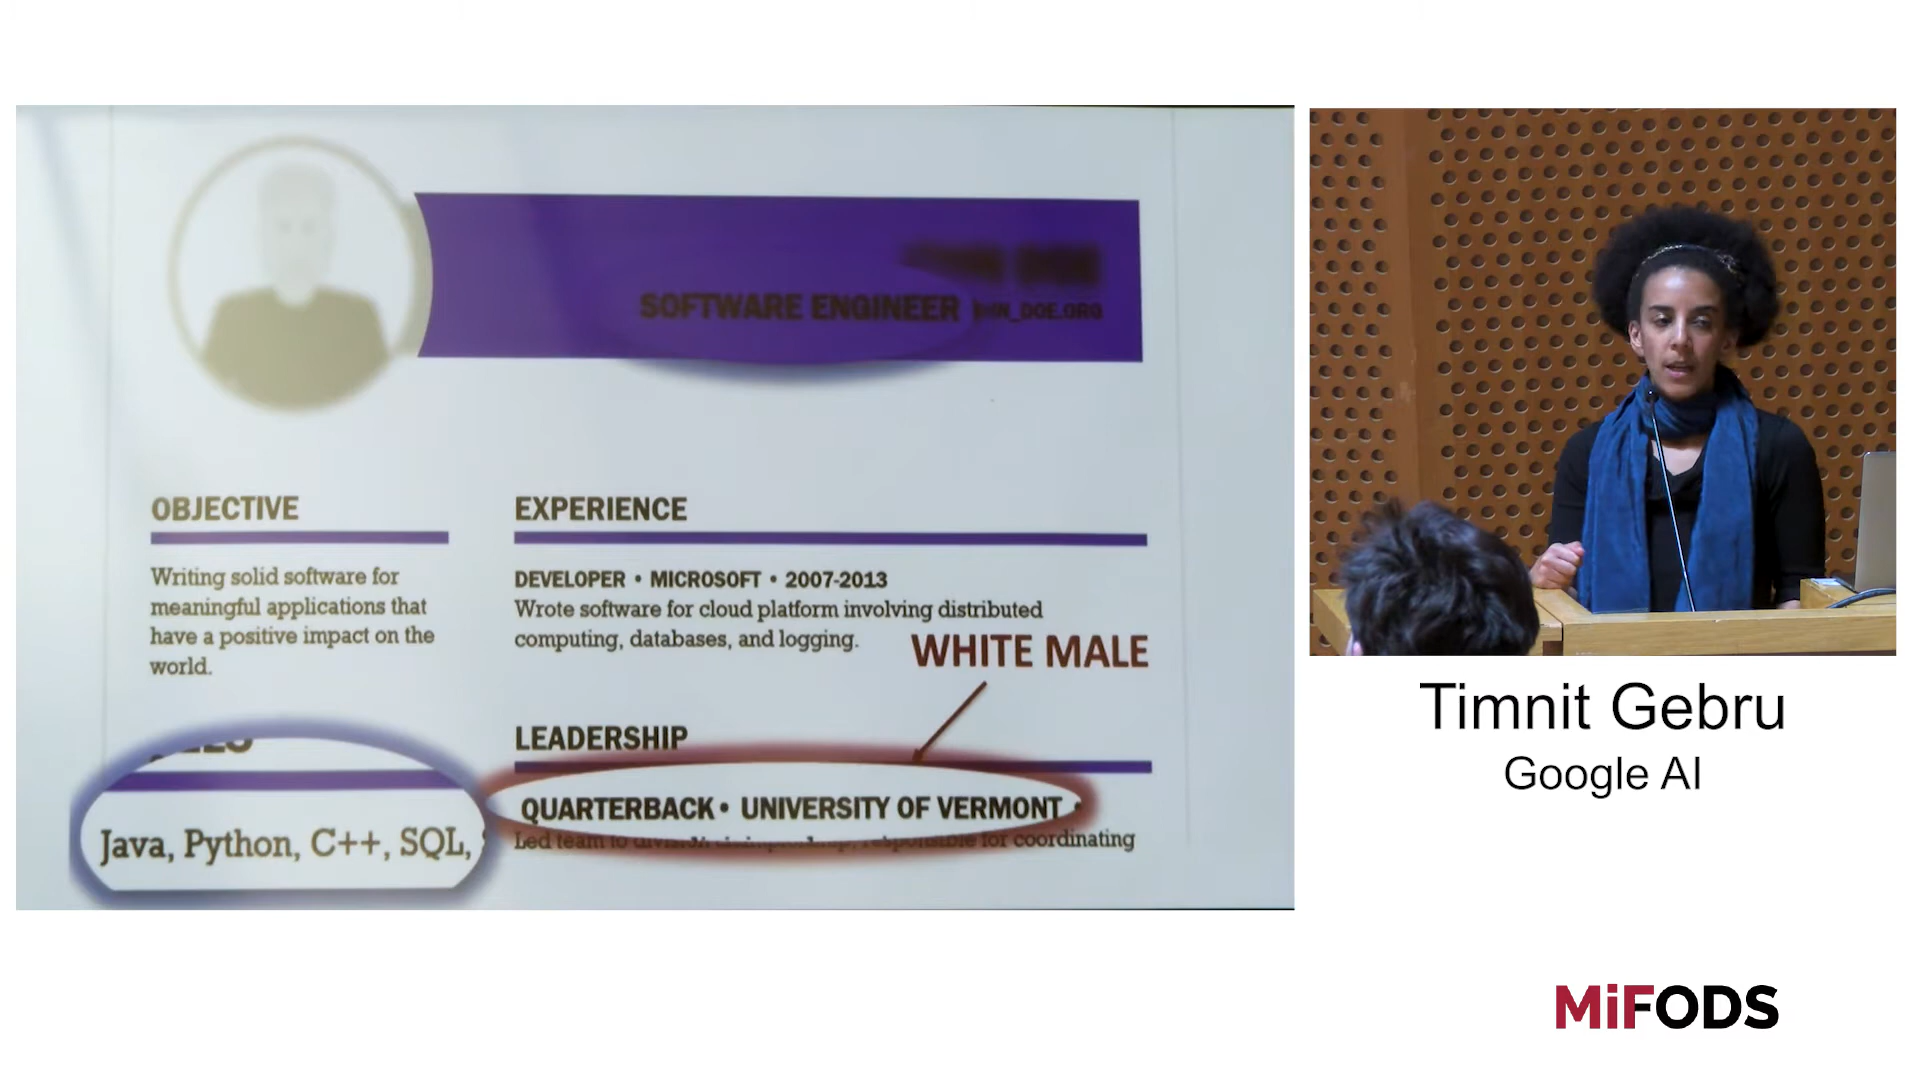 SOFTWARE ENGINEER
OBJECTIVE
Writing solid software for
meaningful applications that
have a positive impact on the
world.
EXPERIENCE
DEVELOPER • MICROSOFT • 2007-2013
Wrote software for cloud platform involving distributed
computing, databases, and logging.
WHITE MALE
LEADERSHIP
QUARTERBACK • UNIVERSITY OF VERMONT •
Led team to responsible for coordinating
Java, Python, C++, SQL,
Timnit Gebru
Google AI
MiFODS